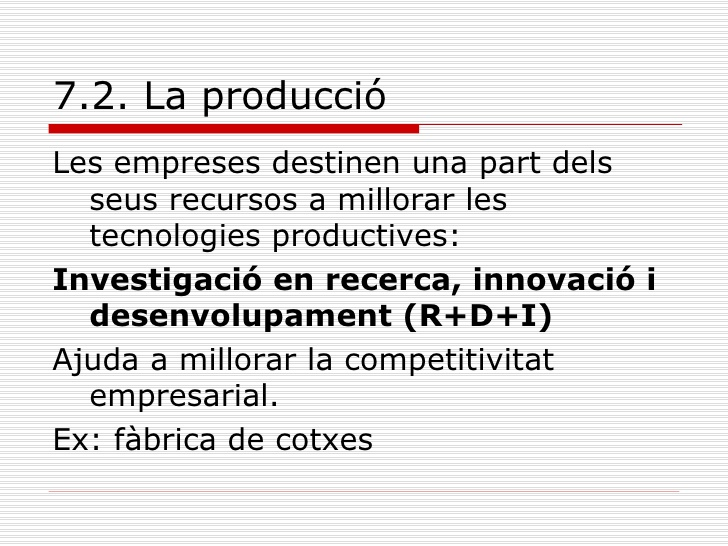 7.2. La producció
Les empreses destinen una part dels
seus recursos a millorar les
tecnologies productives:
Investigació en recerca, innovació i
desenvolupament (R+D+I)
Ajuda a millorar la competitivitat
empresarial.
Ex: fàbrica de cotxes